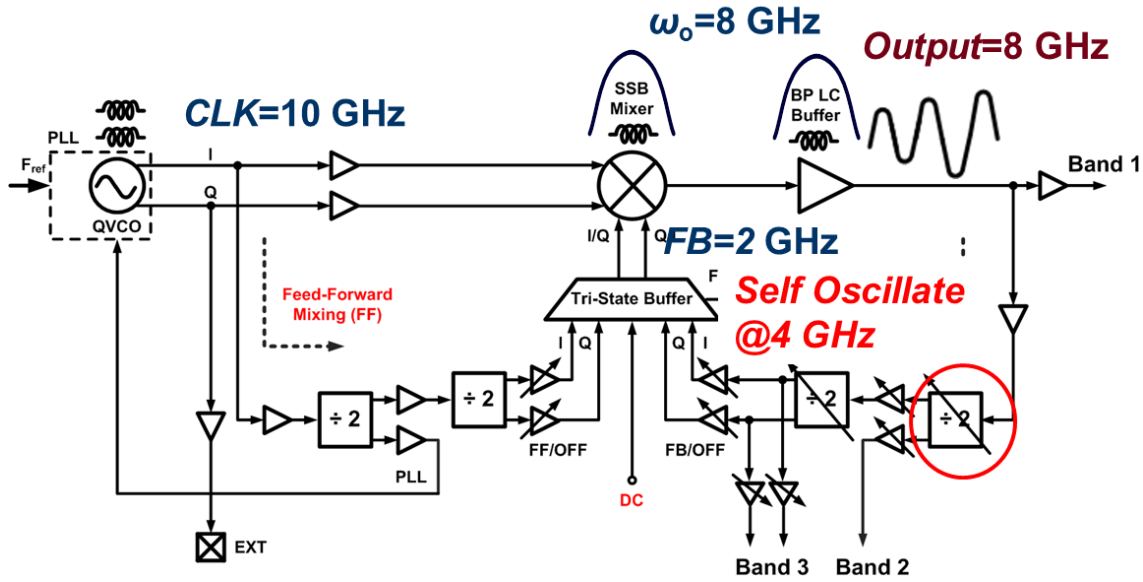 ωo=8 GHz
Output=8 GHz
CLK=10 GHz
SSB
Mixer
BP LC
Buffer
PLL
Fref
I
Q
QVCO
Band 1
I/Q
Q
FB=2 GHz
F
Feed-Forward
Mixing (FF)
Tri-State Buffer
Self Oscillate
@4 GHz
I
Q
Q
I
÷ 2
÷ 2
÷ 2
÷ 2
FF/OFF
FB/OFF
PLL
DC
EXT
Band 3
Band 2